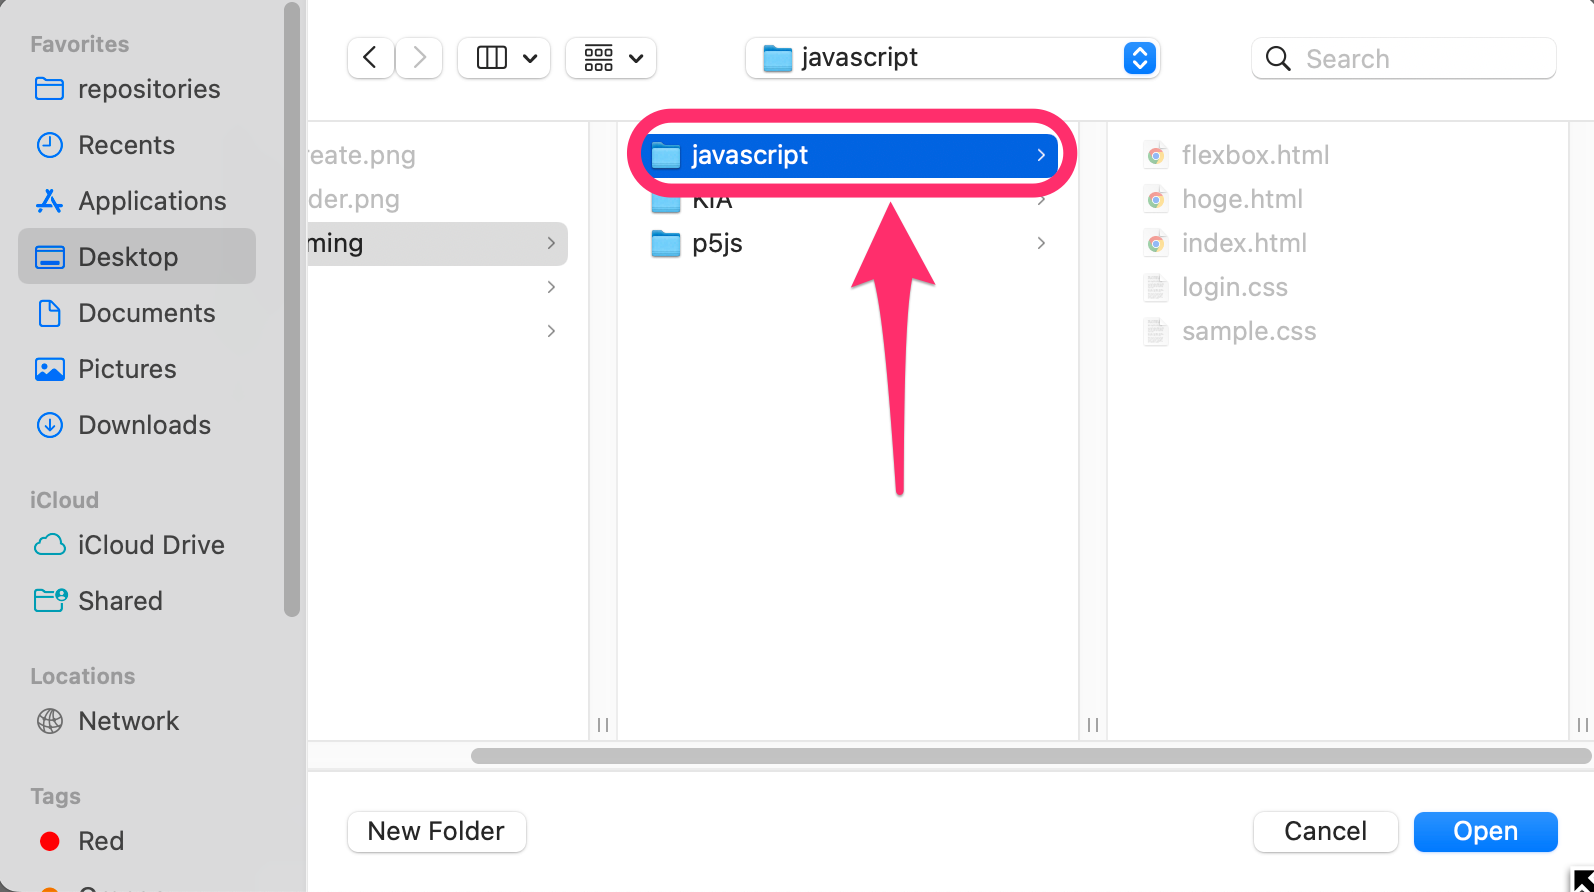 Favorites
repositories
Recents
Applications
Desktop
Documents
Pictures
Downloads
iCloud
iCloud Drive
Shared
Locations
Network
Tags
Red
javascript
Search
reate.png
der.png
ming
javascript
KIA
p5js
flexbox.html
hoge.html
index.html
login.css
sample.css
New Folder
Cancel
Open